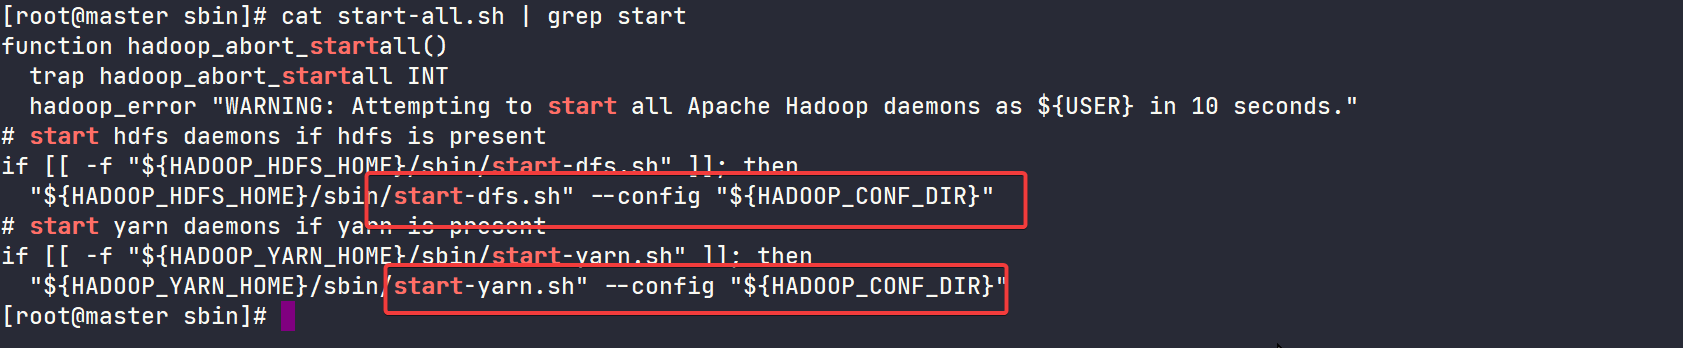 [root@master sbin]# cat start-all.sh | grep start
function hadoop_abort_startall()
  trap hadoop_abort_startall INT
  hadoop_error "WARNING: Attempting to start all Apache Hadoop daemons as ${USER} in 10 seconds."
# start hdfs daemons if hdfs is present
if [[ -f "${HADOOP_HDFS_HOME}/sbin/start-dfs.sh" ]]; then
  "${HADOOP_HDFS_HOME}/sbin/start-dfs.sh" --config "${HADOOP_CONF_DIR}"
# start yarn daemons if yarn is present
if [[ -f "${HADOOP_YARN_HOME}/sbin/start-yarn.sh" ]]; then
  "${HADOOP_YARN_HOME}/sbin/start-yarn.sh" --config "${HADOOP_CONF_DIR}"
[root@master sbin]#